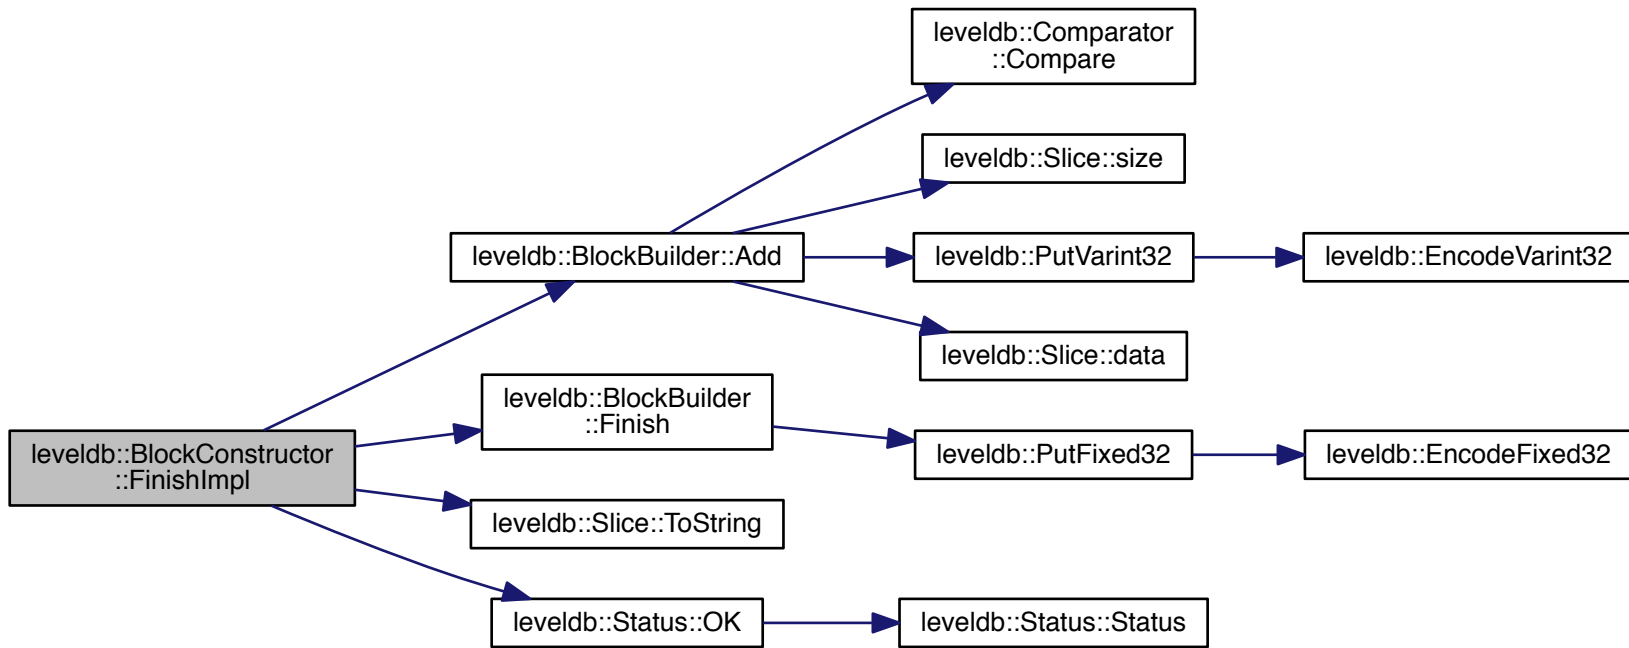 leveldb::Comparator
::Compare
leveldb::Slice::size
leveldb::BlockBuilder::Add
leveldb::PutVarint32
leveldb::EncodeVarint32
leveldb::Slice::data
leveldb::BlockBuilder
::Finish
leveldb::BlockConstructor
::FinishImpl
leveldb::PutFixed32
leveldb::EncodeFixed32
leveldb::Slice::ToString
leveldb::Status::OK
leveldb::Status::Status